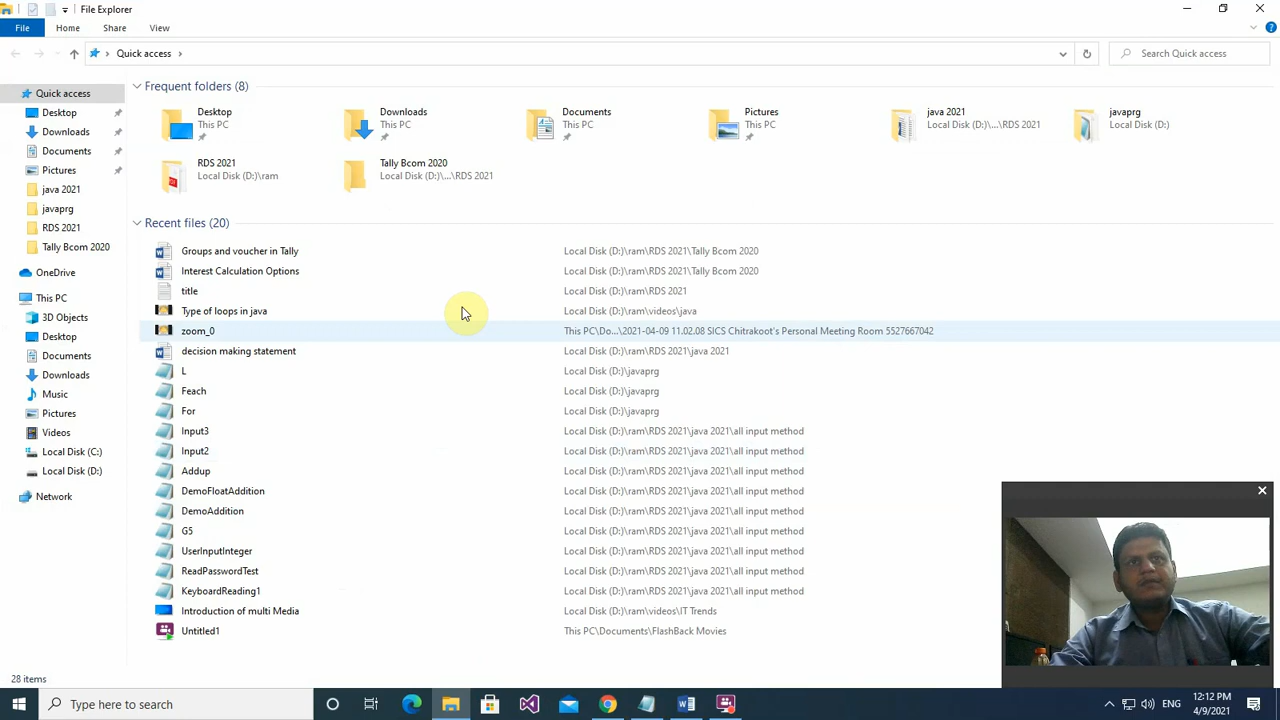 File Explorer
File Home Share View
Quick access
Search Quick access
Quick access
Desktop
Downloads
Documents
Pictures
java 2021
javaprg
RDS 2021
Tally Bcom 2020
OneDrive
This PC
3D Objects
Desktop
Documents
Downloads
Music
Pictures
Videos
Local Disk (C:)
Local Disk (D:)
Network
Frequent folders (8)
Desktop
This PC
Downloads
This PC
Documents
This PC
Pictures
This PC
java 2021
Local Disk (D:)\...\RDS 2021
javaprg
Local Disk (D:)
RDS 2021
Local Disk (D:)\ram
Tally Bcom 2020
Local Disk (D:)\...\RDS 2021
Recent files (20)
Groups and voucher in Tally Local Disk (D:)\ram\RDS 2021\Tally Bcom 2020
Interest Calculation Options Local Disk (D:)\ram\RDS 2021\Tally Bcom 2020
title Local Disk (D:)\ram\RDS 2021
Type of loops in java Local Disk (D:)\ram\videos\java
zoom_0 This PC\Do...\2021-04-09 11.02.08 SICS Chitrakoot's Personal Meeting Room 5527667042
decision making statement Local Disk (D:)\ram\RDS 2021\java 2021
L Local Disk (D:)\javaprg
Feach Local Disk (D:)\javaprg
For Local Disk (D:)\javaprg
Input3 Local Disk (D:)\ram\RDS 2021\java 2021\all input method
Input2 Local Disk (D:)\ram\RDS 2021\java 2021\all input method
Addup Local Disk (D:)\ram\RDS 2021\java 2021\all input method
DemoFloatAddition Local Disk (D:)\ram\RDS 2021\java 2021\all input method
DemoAddition Local Disk (D:)\ram\RDS 2021\java 2021\all input method
G5 Local Disk (D:)\ram\RDS 2021\java 2021\all input method
UserInputInteger Local Disk (D:)\ram\RDS 2021\java 2021\all input method
ReadPasswordTest Local Disk (D:)\ram\RDS 2021\java 2021\all input method
KeyboardReading1 Local Disk (D:)\ram\RDS 2021\java 2021\all input method
Introduction of multi Media Local Disk (D:)\ram\videos\IT Trends
Untitled1 This PC\Documents\FlashBack Movies
28 items
Type here to search
ENG
12:12 PM
4/9/2021